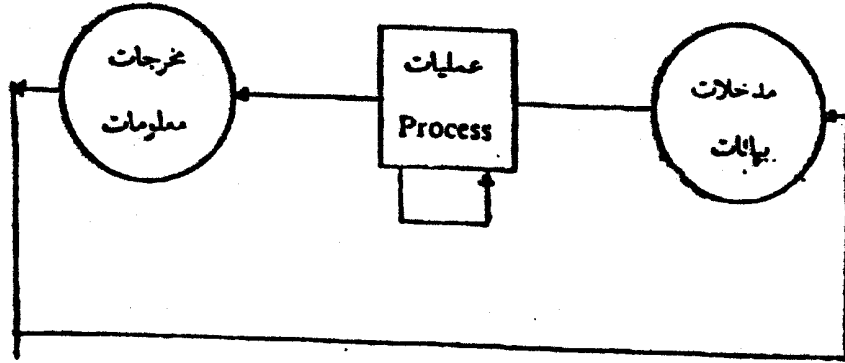 مدخلات
بيانات
عمليات
Process
مخرجات
معلومات